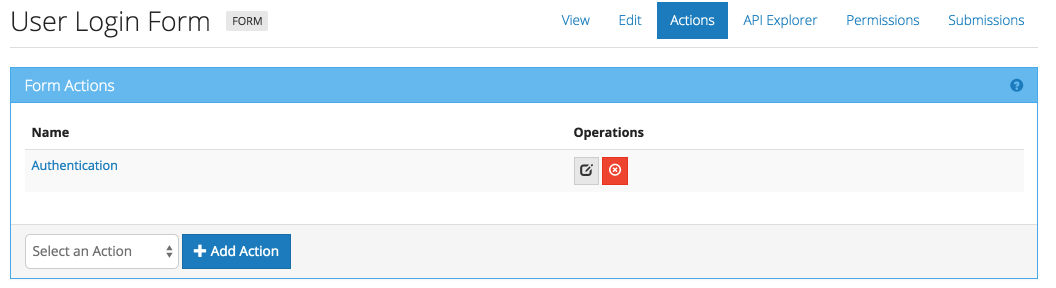 User Login Form FORM View Edit Actions API Explorer Permissions Submissions
Form Actions
Name Operations
Authentication
Select an Action Add Action